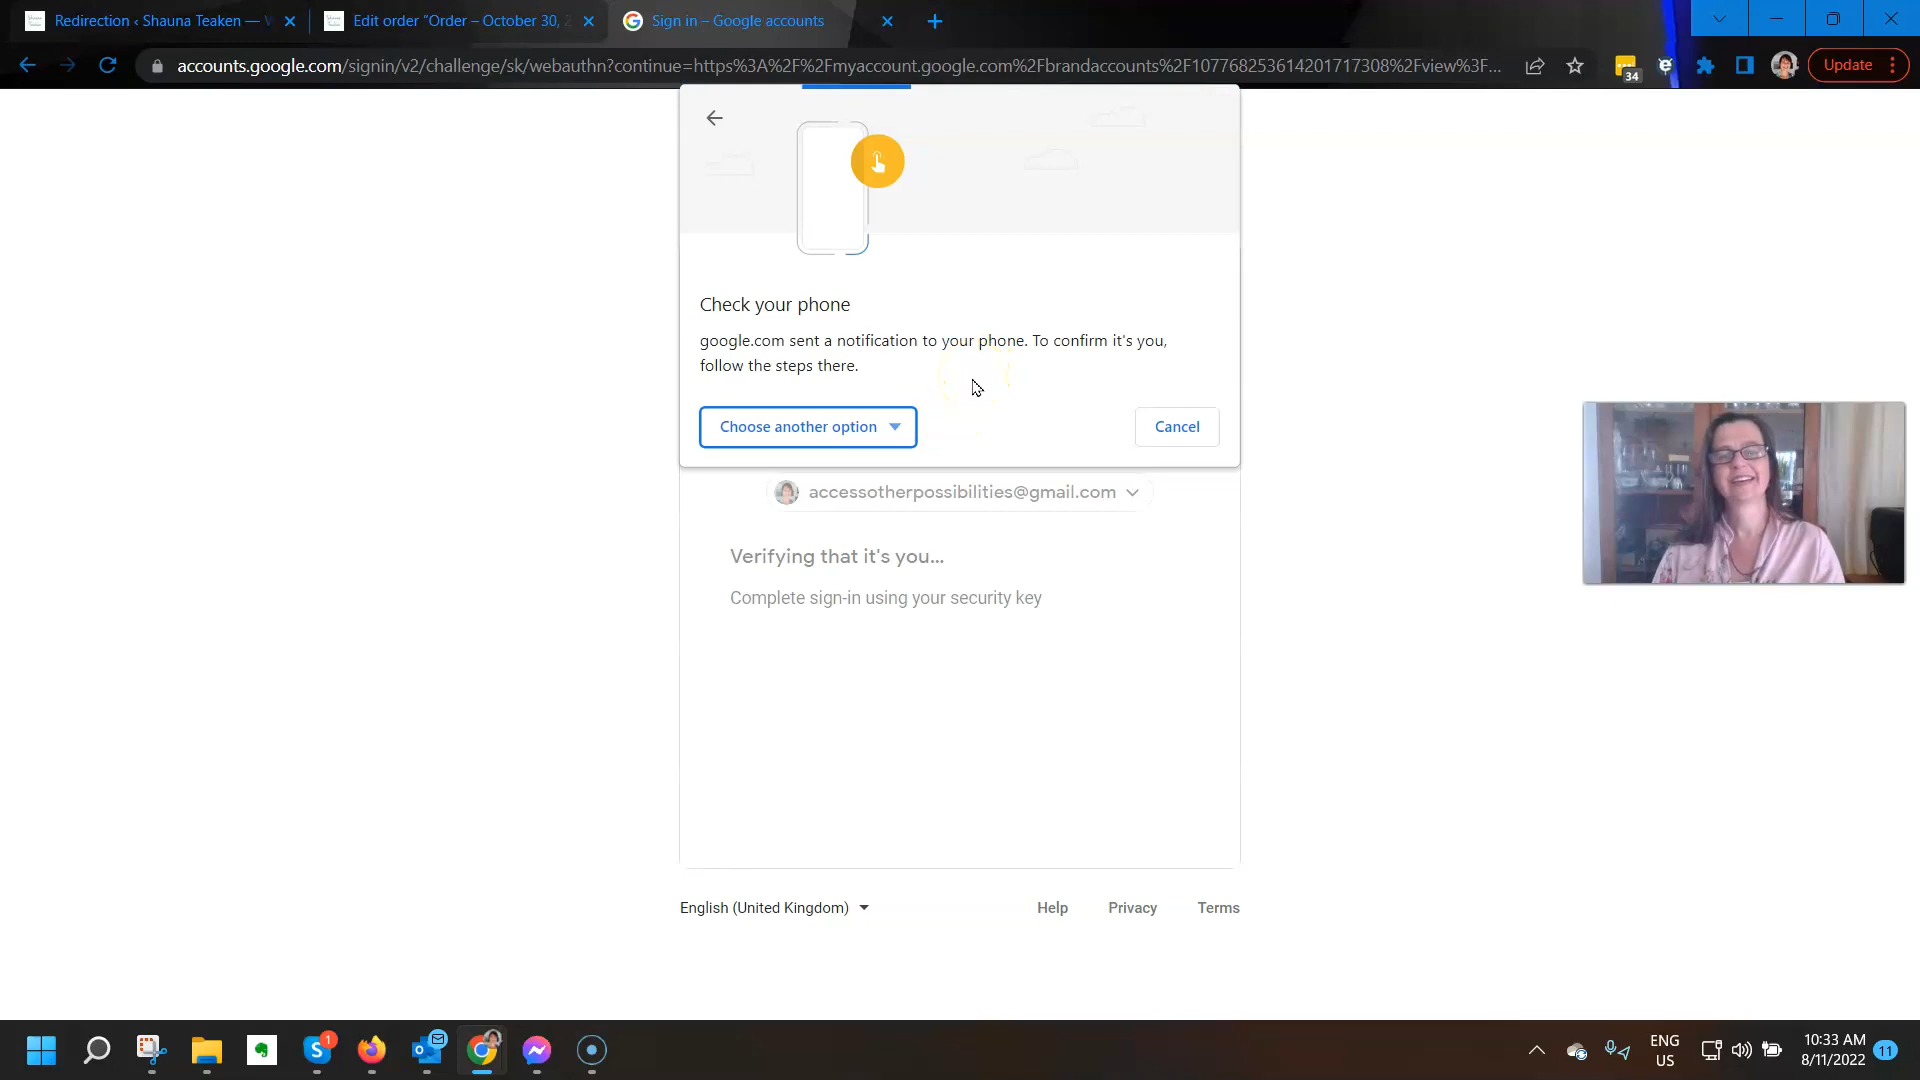 Redirection ‹ Shauna Teaken — W
Edit order "Order – October 30, 2
Sign in – Google accounts
accounts.google.com/signin/v2/challenge/sk/webauthn?continue=https%3A%2F%2Fmyaccount.google.com%2Fbrandaccounts%2F107768253614201717308%2Fview%3F...
34
Update
Check your phone
google.com sent a notification to your phone. To confirm it's you,
follow the steps there.
Choose another option
Cancel
accessotherpossibilities@gmail.com
Verifying that it's you...
Complete sign-in using your security key
English (United Kingdom)
Help
Privacy
Terms
1
ENG
US
10:33 AM
8/11/2022
11